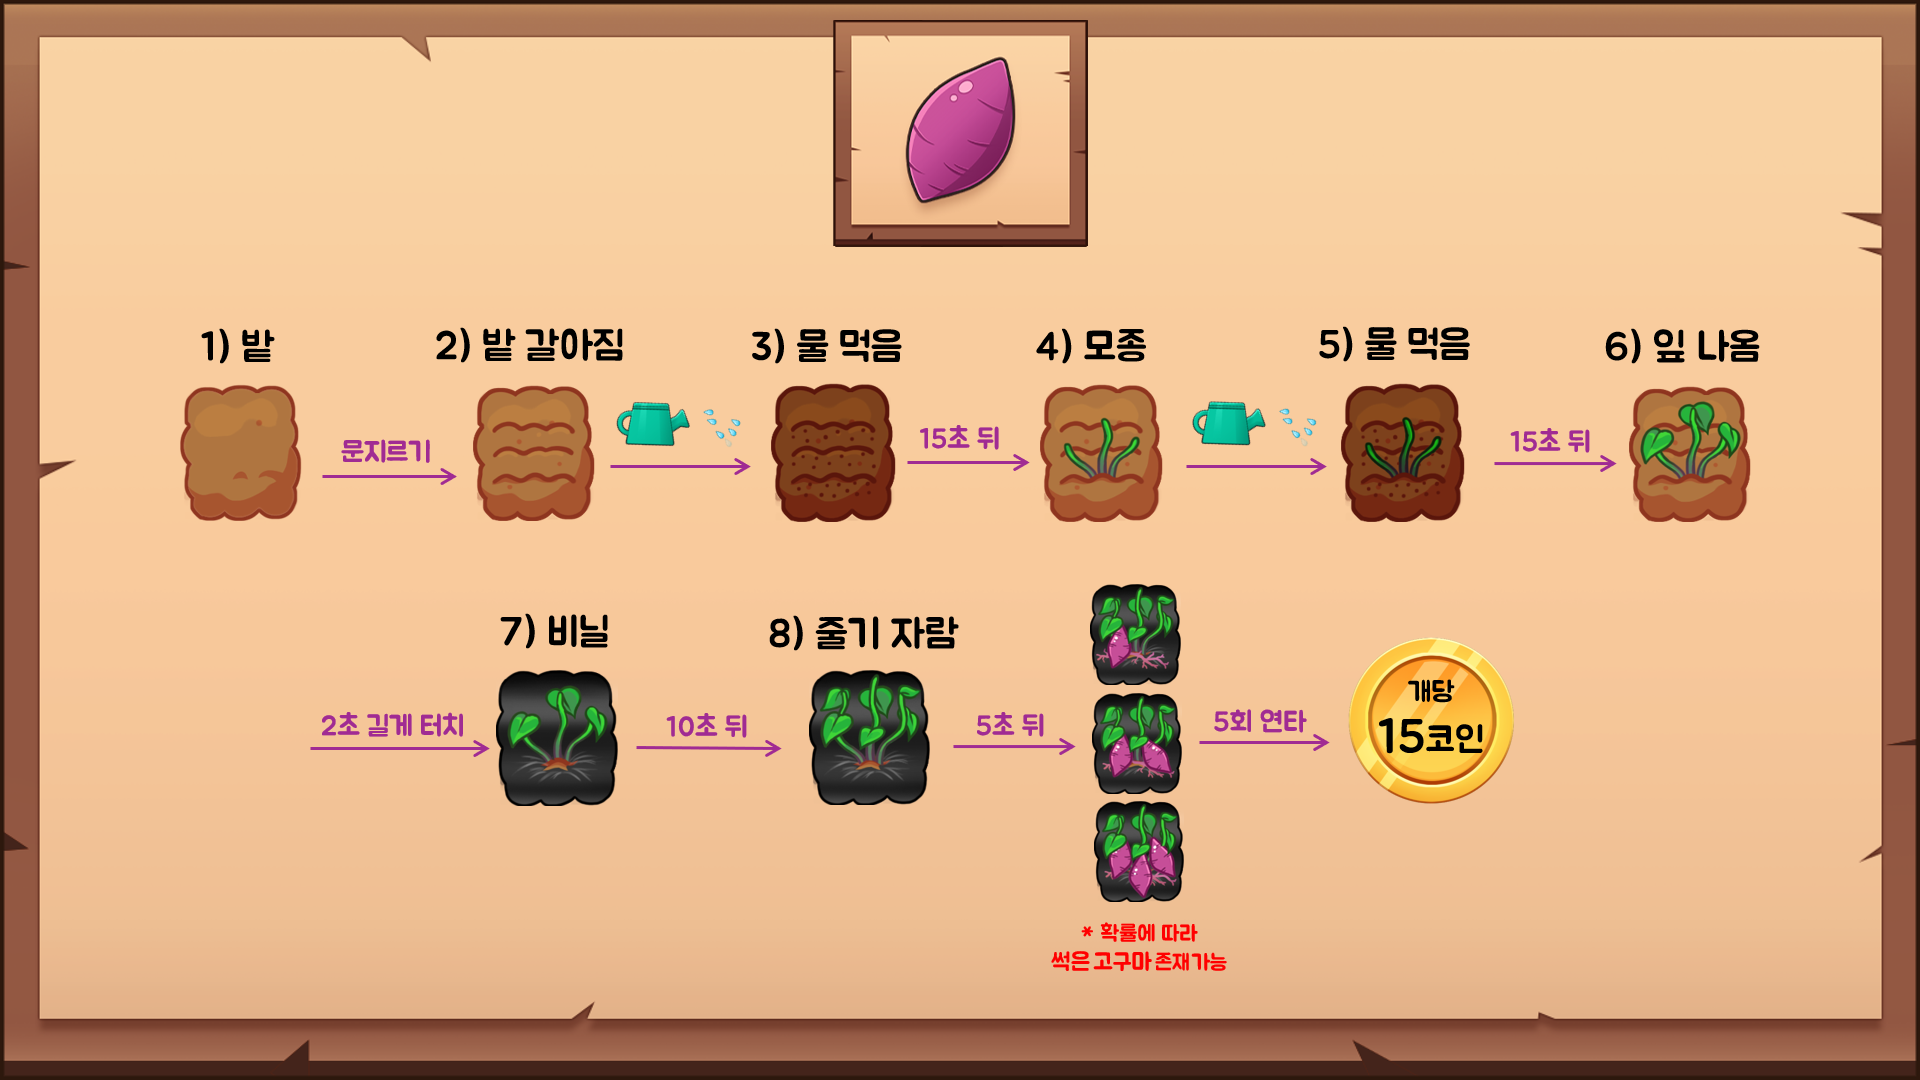 1) 밭
2) 밭 갈아짐
3) 물 먹음
4) 모종
5) 물 먹음
6) 잎 나옴
문지르기
15초 뒤
15초 뒤
7) 비닐
8) 줄기 자람
2초 길게 터치
10초 뒤
5초 뒤
5회 연타
개당
15코인
* 확률에 따라
썩은 고구마 존재가능